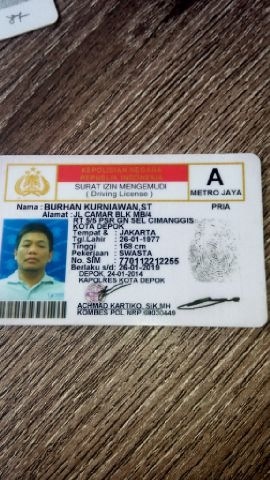 KEPOLISIAN NEGARA
REPUBLIK INDONESIA
SURAT IZIN MENGEMUDI
( Driving License )
A
METRO JAYA
Nama : BURHAN KURNIAWAN,ST
PRIA
Alamat : JL CAMAR BLK MB/4
RT 5/5 PSR GN SEL CIMANGGIS
KOTA DEPOK
Tempat & : JAKARTA
Tgl.Lahir : 26-01-1977
Tinggi : 168 cm
Pekerjaan : SWASTA
No. SIM : 770112212255
Berlaku s/d : 26-01-2019
DEPOK, 24-01-2014
KAPOLRES KOTA DEPOK
ACHMAD KARTIKO, SIK,MH
KOMBES POL NRP